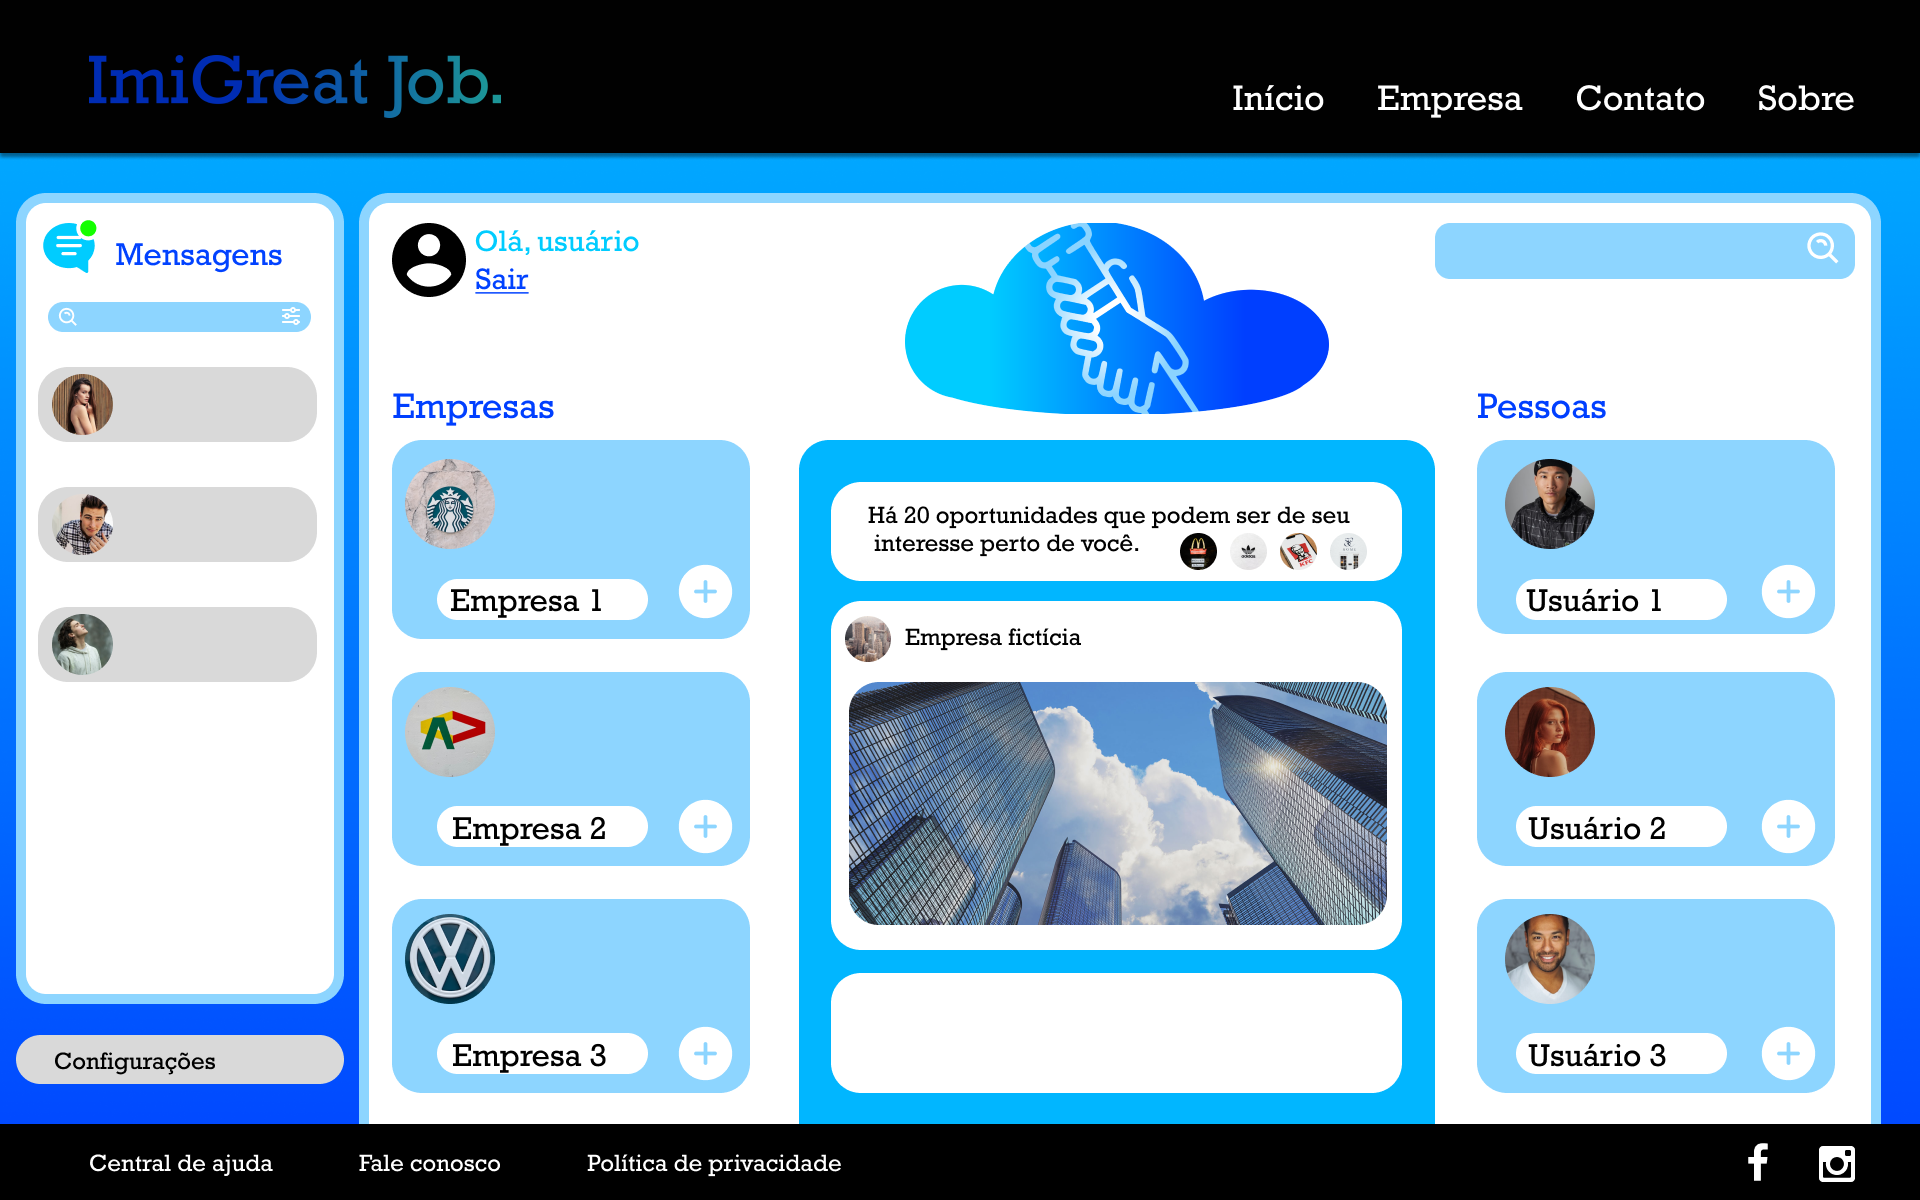 ImiGreat Job.
Início
Empresa
Contato
Sobre
Mensagens
Olá, usuário
Sair
Empresas
Pessoas
Há 20 oportunidades que podem ser de seu
interesse perto de você.
KFC
Empresa 1
Usuário 1
Empresa fictícia
Empresa 2
Usuário 2
Empresa 3
Usuário 3
Configurações
Central de ajuda
Fale conosco
Política de privacidade